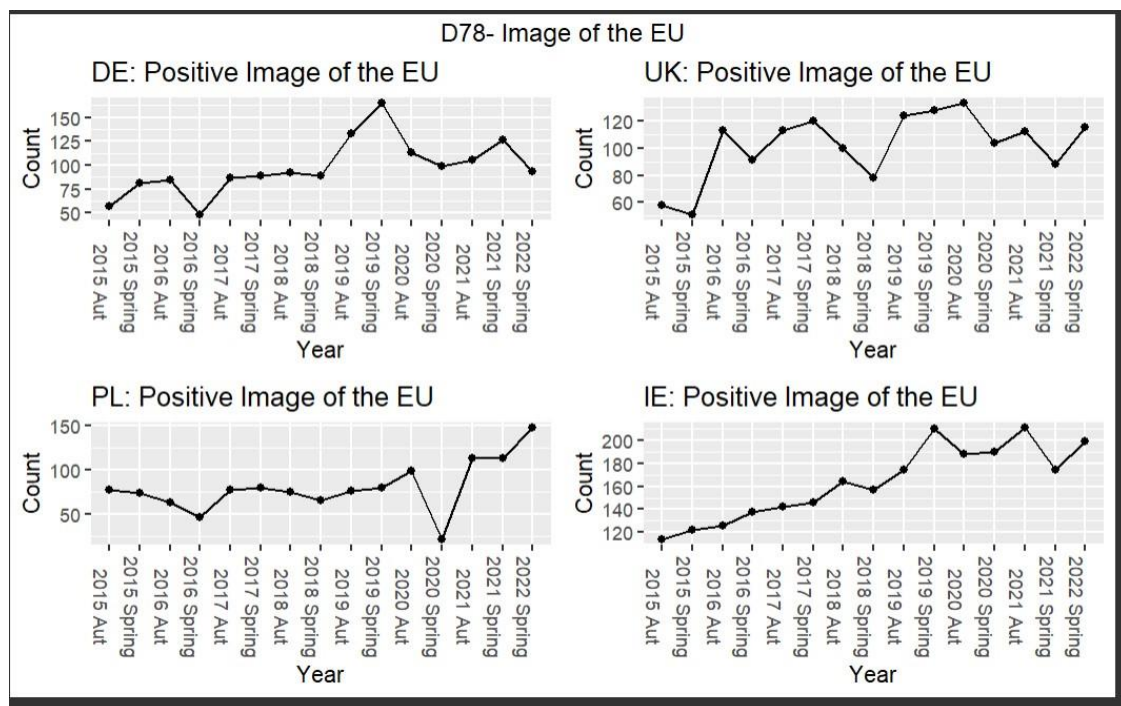 D78- Image of the EU
DE: Positive Image of the EU
Count
150
125
100
75
50
2015 Aut
2015 Spring
2016 Aut
2016 Spring
2017 Aut
2017 Spring
2018 Aut
2018 Spring
2019 Aut
2019 Spring
2020 Aut
2020 Spring
2021 Aut
2021 Spring
2022 Spring
Year
UK: Positive Image of the EU
Count
120
100
80
60
2015 Aut
2015 Spring
2016 Aut
2016 Spring
2017 Aut
2017 Spring
2018 Aut
2018 Spring
2019 Aut
2019 Spring
2020 Aut
2020 Spring
2021 Aut
2021 Spring
2022 Spring
Year
PL: Positive Image of the EU
Count
150
100
50
2015 Aut
2015 Spring
2016 Aut
2016 Spring
2017 Aut
2017 Spring
2018 Aut
2018 Spring
2019 Aut
2019 Spring
2020 Aut
2020 Spring
2021 Aut
2021 Spring
2022 Spring
Year
IE: Positive Image of the EU
Count
200
180
160
140
120
2015 Aut
2015 Spring
2016 Aut
2016 Spring
2017 Aut
2017 Spring
2018 Aut
2018 Spring
2019 Aut
2019 Spring
2020 Aut
2020 Spring
2021 Aut
2021 Spring
2022 Spring
Year